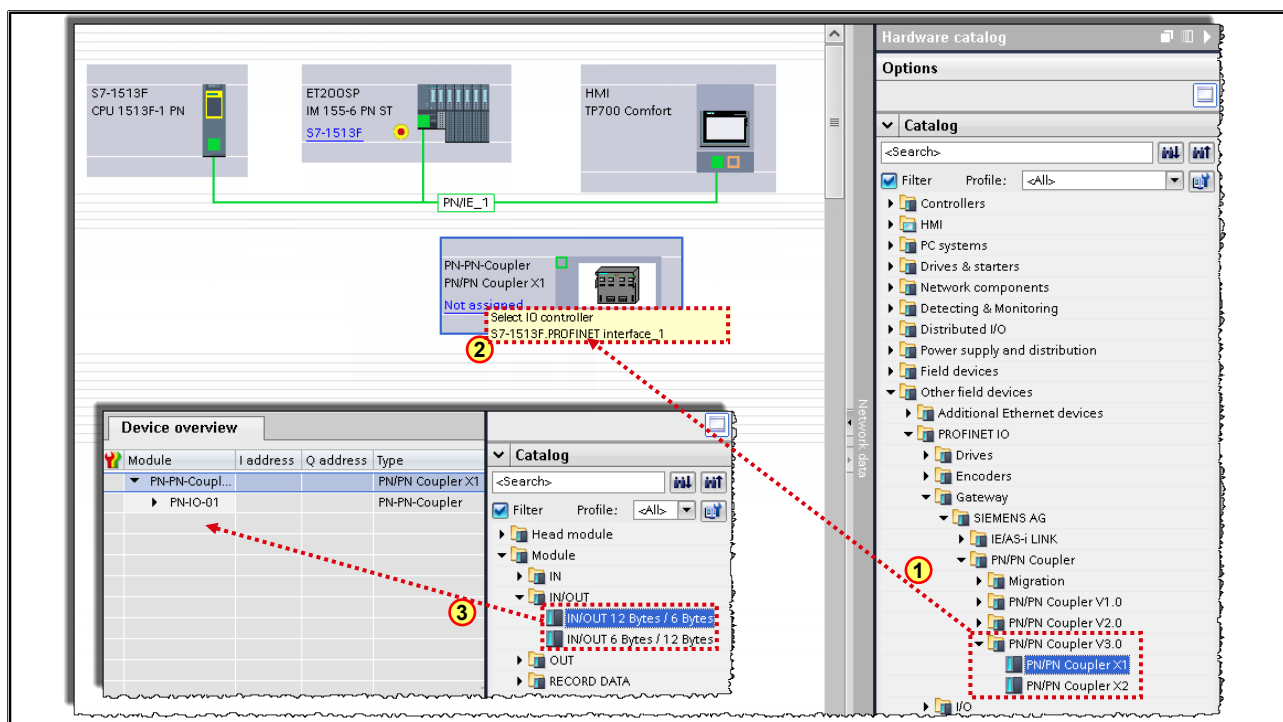 S7-1513F
CPU 1513F-1 PN
ET200SP
IM 155-6 PN ST
S7-1513F
HMI
TP700 Comfort
PN/IE_1
PN-PN-Coupler
PN/PN Coupler X1
Not assigned
Select IO controller
S7-1513F.PROFINET interface_1
2
Network data
Hardware catalog
Options
Catalog
<Search>
Filter Profile: <All>
Controllers
HMI
PC systems
Drives & starters
Network components
Detecting & Monitoring
Distributed I/O
Power supply and distribution
Field devices
Other field devices
Additional Ethernet devices
PROFINET IO
Drives
Encoders
Gateway
SIEMENS AG
IE/AS-i LINK
PN/PN Coupler
1
Migration
PN/PN Coupler V1.0
PN/PN Coupler V2.0
PN/PN Coupler V3.0
PN/PN Coupler X1
PN/PN Coupler X2
I/O
Device overview
Module I address Q address Type
PN-PN-Coupl... PN/PN Coupler X1
PN-IO-01 PN-PN-Coupler
Catalog
<Search>
Filter Profile: <All>
Head module
Module
IN
IN/OUT
3
IN/OUT 12 Bytes / 6 Bytes
IN/OUT 6 Bytes / 12 Bytes
OUT
RECORD DATA